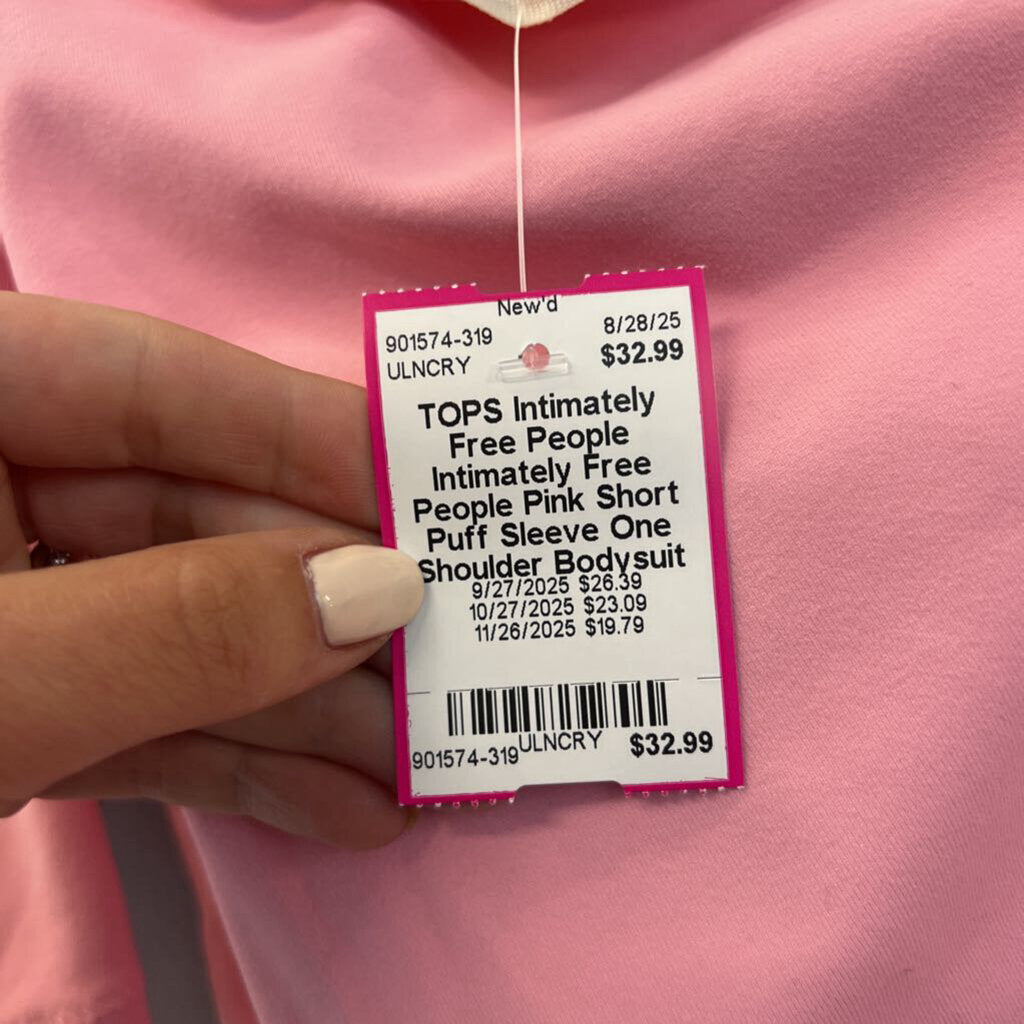 New'd
901574-319
8/28/25
ULNCRY
$32.99
TOPS Intimately
Free People
Intimately Free
People Pink Short
Puff Sleeve One
Shoulder Bodysuit
9/27/2025 $26.39
10/27/2025 $23.09
11/26/2025 $19.79
901574-319 ULNCRY $32.99